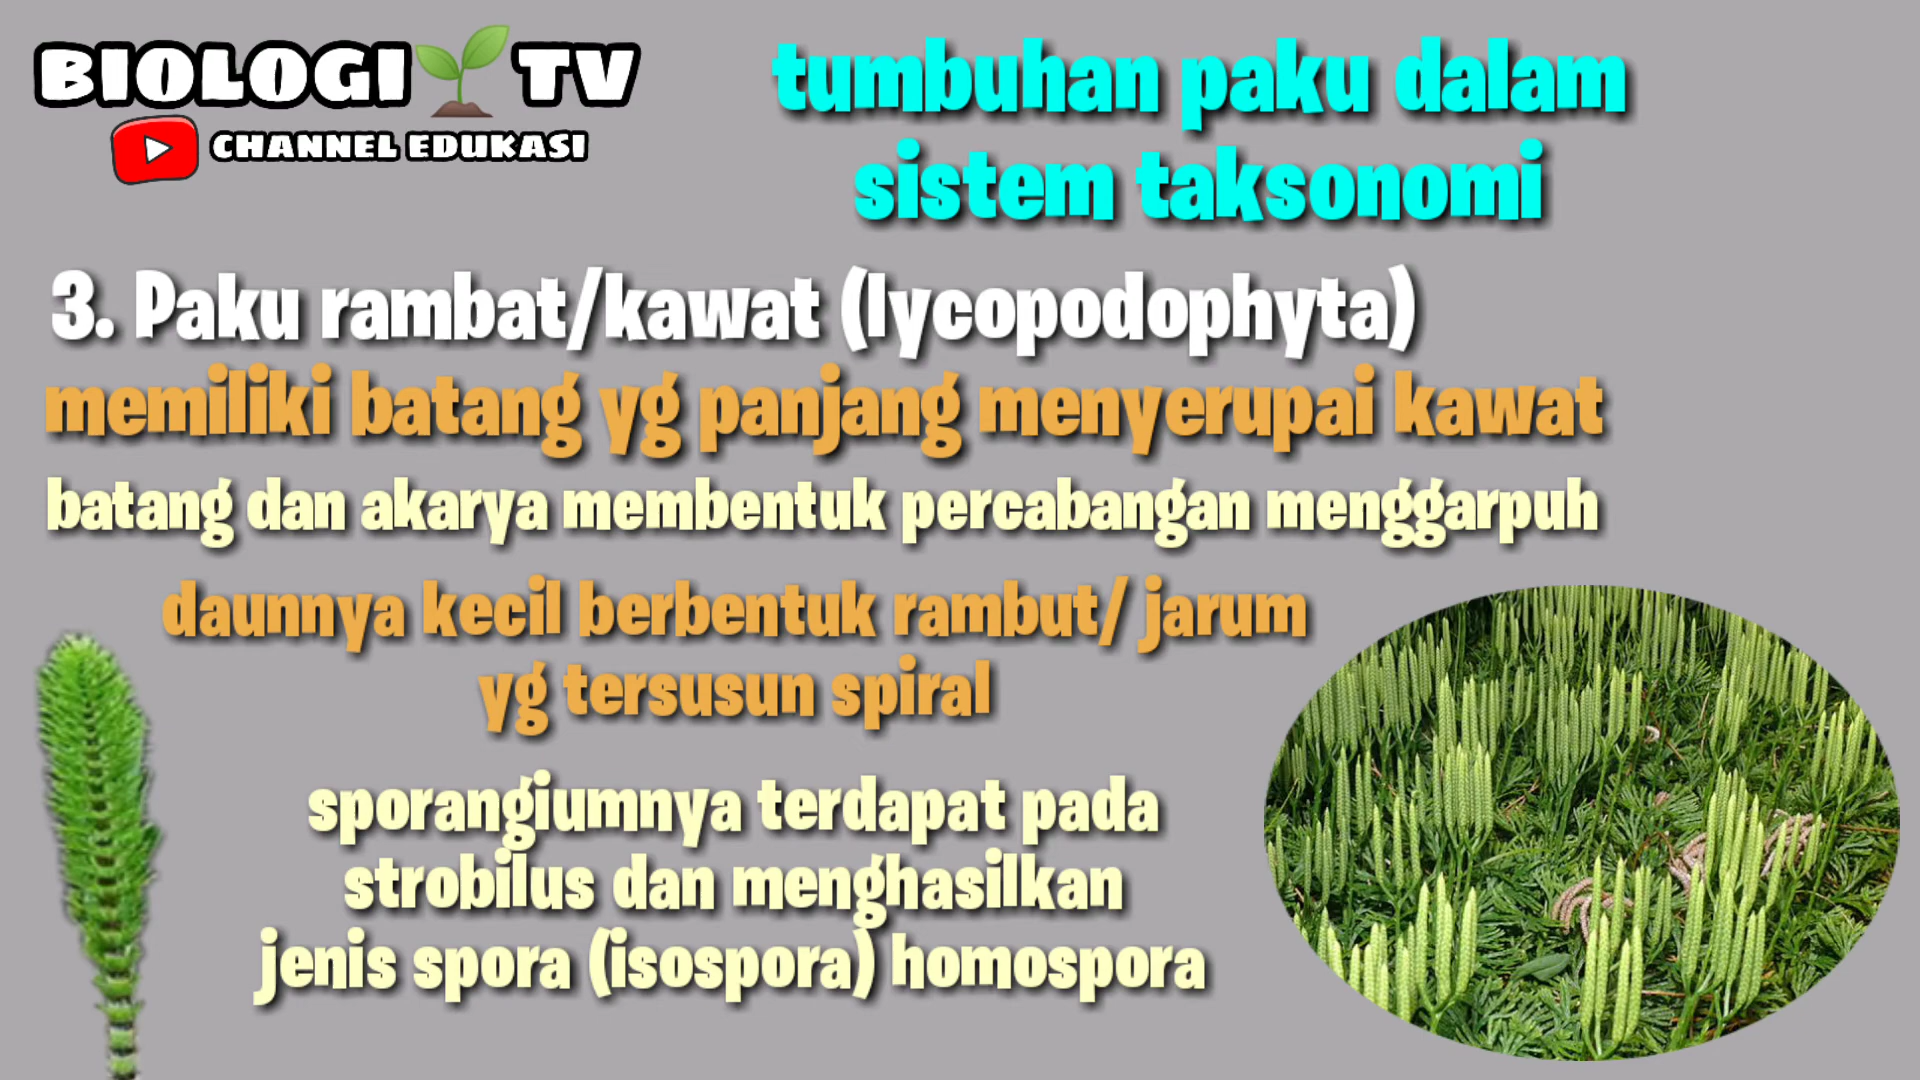 BIOLOGI TV
CHANNEL EDUKASI
tumbuhan paku dalam
sistem taksonomi
3. Paku rambat/kawat (lycopodophyta)
memiliki batang yg panjang menyerupai kawat
batang dan akarya membentuk percabangan menggarpuh
daunnya kecil berbentuk rambut/ jarum
yg tersusun spiral
sporangiumnya terdapat pada
strobilus dan menghasilkan
jenis spora (isospora) homospora